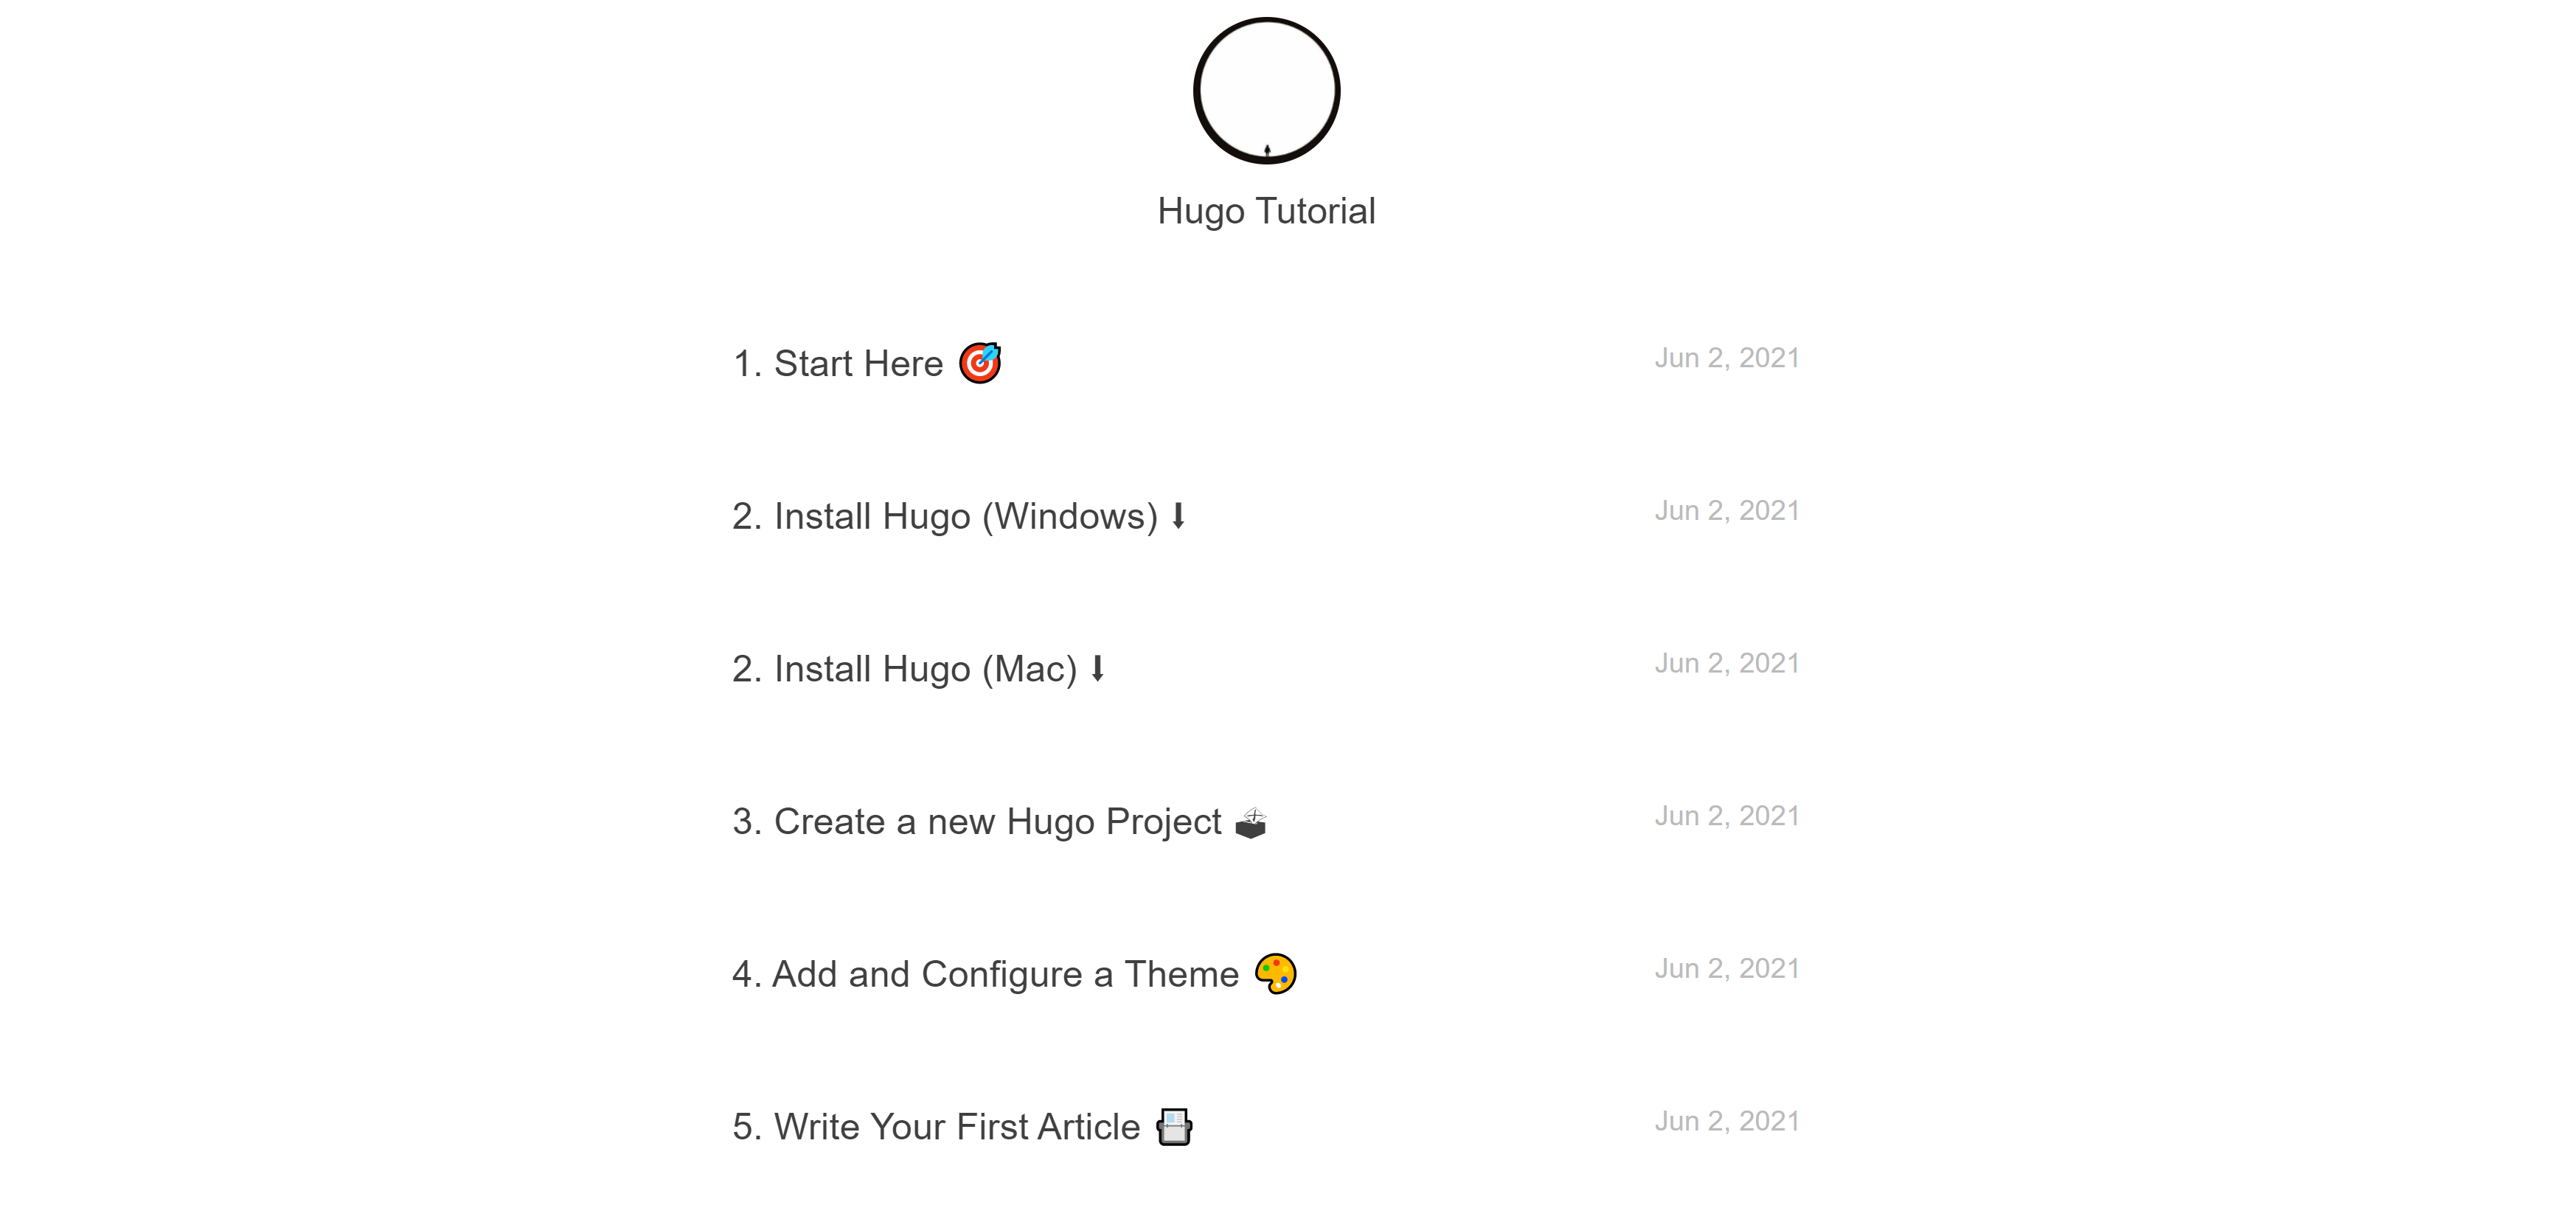 Hugo Tutorial
1. Start Here 🎯 Jun 2, 2021
2. Install Hugo (Windows) ⬇ Jun 2, 2021
2. Install Hugo (Mac) ⬇ Jun 2, 2021
3. Create a new Hugo Project 🗳 Jun 2, 2021
4. Add and Configure a Theme 🎨 Jun 2, 2021
5. Write Your First Article 📠 Jun 2, 2021